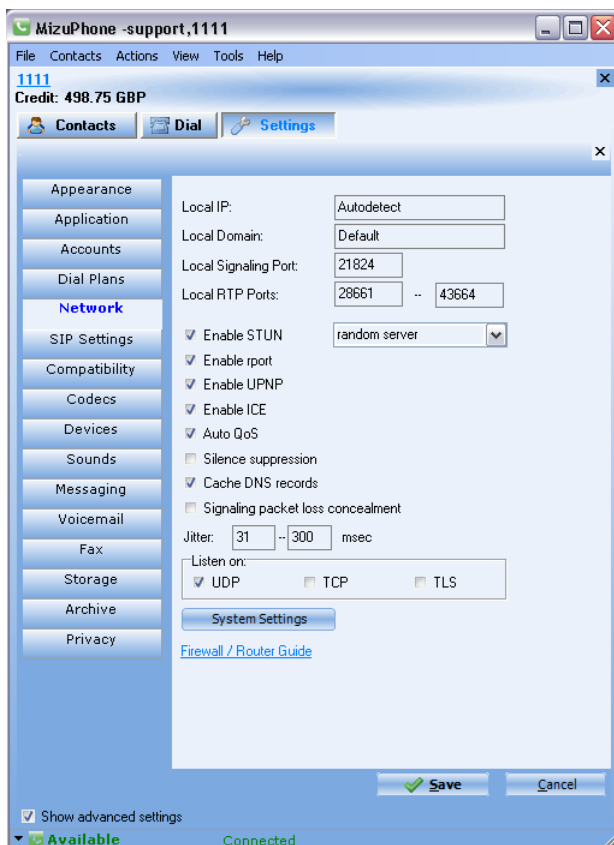 MizuPhone -support,1111
File Contacts Actions View Tools Help
1111
Credit: 498.75 GBP
Contacts Dial Settings
Appearance
Application
Accounts
Dial Plans
Network
SIP Settings
Compatibility
Codecs
Devices
Sounds
Messaging
Voicemail
Fax
Storage
Archive
Privacy
Local IP: Autodetect
Local Domain: Default
Local Signaling Port: 21824
Local RTP Ports: 28661 -- 43664
Enable STUN random server
Enable rport
Enable UPNP
Enable ICE
Auto QoS
Silence suppression
Cache DNS records
Signaling packet loss concealment
Jitter: 31 -- 300 msec
Listen on:
UDP TCP TLS
System Settings
Firewall / Router Guide
Save Cancel
Show advanced settings
Available Connected